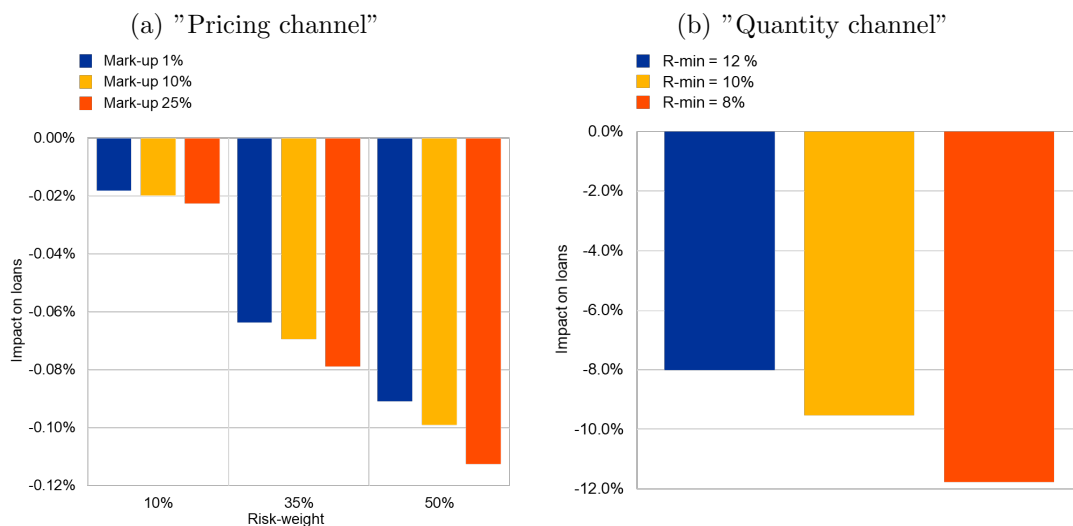 (a) ”Pricing channel”
Mark-up 1%
Mark-up 10%
Mark-up 25%
0.00%
-0.02%
-0.04%
-0.06%
-0.08%
-0.10%
-0.12%
Impact on loans
10%
35%
50%
Risk-weight
(b) ”Quantity channel”
R-min = 12 %
R-min = 10%
R-min = 8%
0.0%
-2.0%
-4.0%
-6.0%
-8.0%
-10.0%
-12.0%
Impact on loans